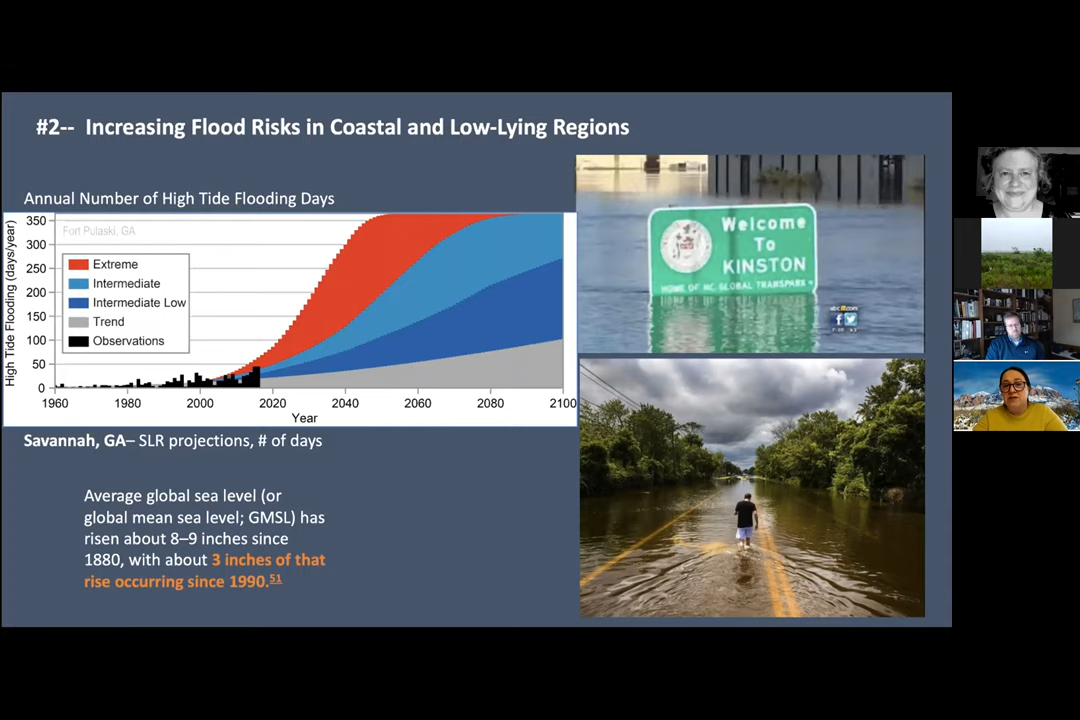 #2-- Increasing Flood Risks in Coastal and Low-Lying Regions
Annual Number of High Tide Flooding Days
High Tide Flooding (days/year)
350
300
250
200
150
100
50
0
Fort Pulaski, GA
Extreme
Intermediate
Intermediate Low
Trend
Observations
1960
1980
2000
2020
2040
2060
2080
2100
Year
Savannah, GA– SLR projections, # of days
Average global sea level (or
global mean sea level; GMSL) has
risen about 8–9 inches since
1880, with about 3 inches of that
rise occurring since 1990.51
Welcome
To
KINSTON
HOME OF NC GLOBAL TRANSPARK